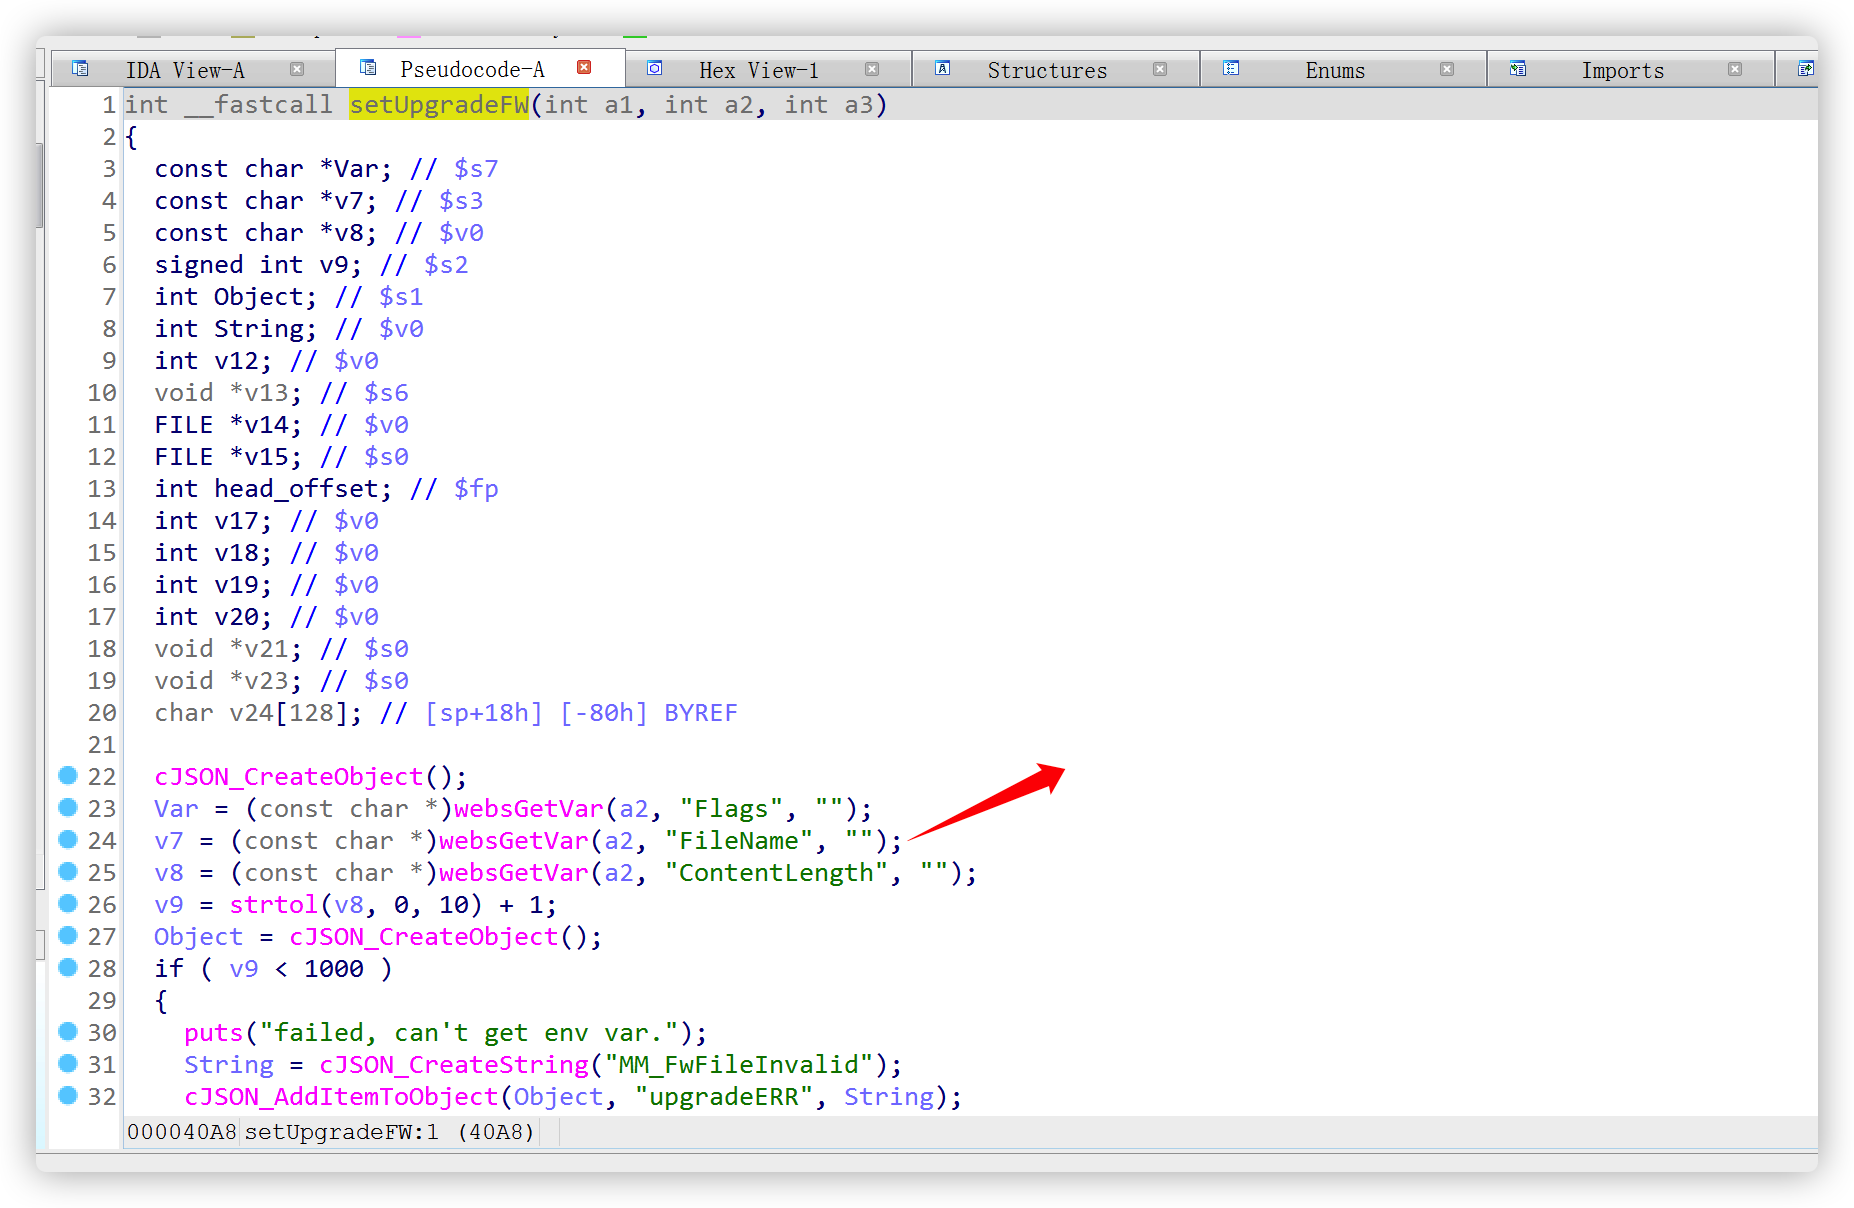 IDA View-A Pseudocode-A Hex View-1 Structures Enums Imports
1 int __fastcall setUpgradeFW(int a1, int a2, int a3)
2 {
3 const char *Var; // $s7
4 const char *v7; // $s3
5 const char *v8; // $v0
6 signed int v9; // $s2
7 int Object; // $s1
8 int String; // $v0
9 int v12; // $v0
10 void *v13; // $s6
11 FILE *v14; // $v0
12 FILE *v15; // $s0
13 int head_offset; // $fp
14 int v17; // $v0
15 int v18; // $v0
16 int v19; // $v0
17 int v20; // $v0
18 void *v21; // $s0
19 void *v23; // $s0
20 char v24[128]; // [sp+18h] [-80h] BYREF
21
22 cJSON_CreateObject();
23 Var = (const char *)websGetVar(a2, "Flags", "");
24 v7 = (const char *)websGetVar(a2, "FileName", "");
25 v8 = (const char *)websGetVar(a2, "ContentLength", "");
26 v9 = strtol(v8, 0, 10) + 1;
27 Object = cJSON_CreateObject();
28 if ( v9 < 1000 )
29 {
30 puts("failed, can't get env var.");
31 String = cJSON_CreateString("MM_FwFileInvalid");
32 cJSON_AddItemToObject(Object, "upgradeERR", String);
000040A8 setUpgradeFW:1 (40A8)